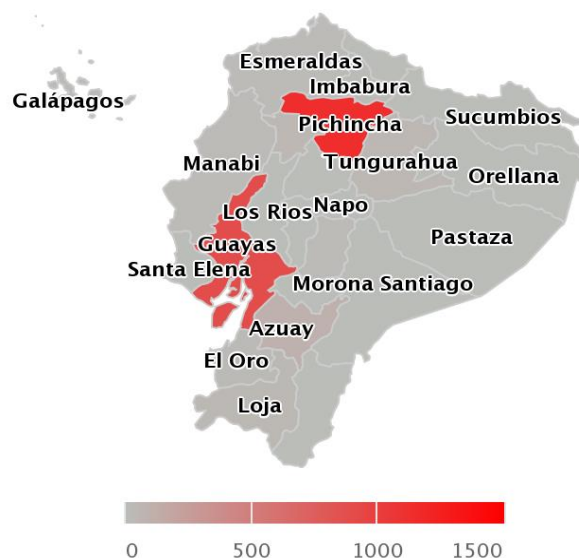 Esmeraldas
Imbabura
Galápagos
Sucumbios
Pichincha
Manabi
Tungurahua
Orellana
Los Rios
Napo
Pastaza
Guayas
Santa Elena
Morona Santiago
Azuay
El Oro
Loja
0 500 1000 1500